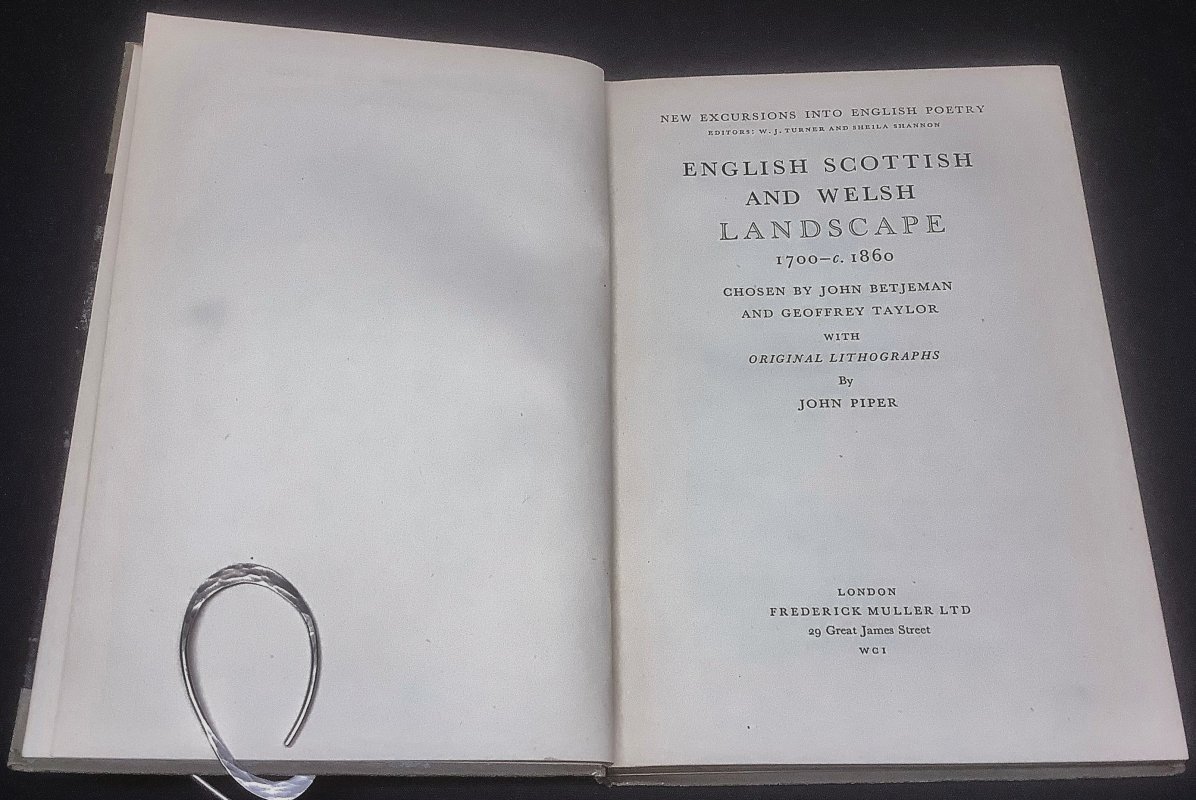 NEW EXCURSIONS INTO ENGLISH POETRY
EDITORS: W. J. TURNER AND SHEILA SHANNON
ENGLISH SCOTTISH
AND WELSH
LANDSCAPE
1700–c. 1860
CHOSEN BY JOHN BETJEMAN
AND GEOFFREY TAYLOR
WITH
ORIGINAL LITHOGRAPHS
By
JOHN PIPER
LONDON
FREDERICK MULLER LTD
29 Great James Street
WC1